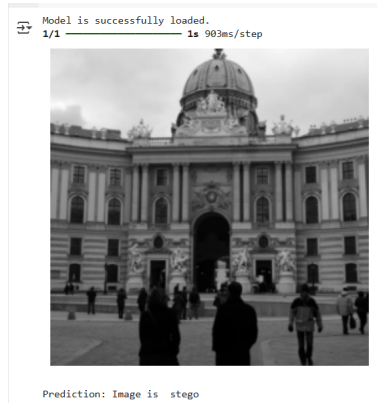 Model is successfully loaded.
1/1 ━━━━━━━━━━━━━━━━━━━━ 1s 903ms/step
Prediction: Image is  stego